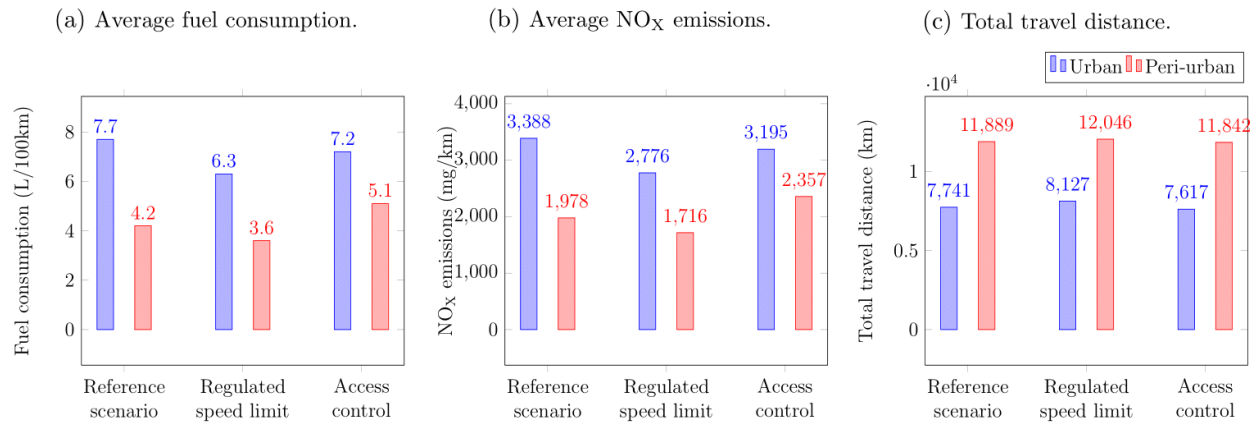 (a) Average fuel consumption.
Fuel consumption (L/100km)
8
6
4
2
0
7.7
4.2
6.3
3.6
7.2
5.1
Reference
scenario
Regulated
speed limit
Access
control
(b) Average NOX emissions.
NOX emissions (mg/km)
4,000
3,000
2,000
1,000
0
3,388
1,978
2,776
1,716
3,195
2,357
Reference
scenario
Regulated
speed limit
Access
control
(c) Total travel distance.
Urban Peri-urban
·10⁴
Total travel distance (km)
1
0.5
0
7,741
11,889
8,127
12,046
7,617
11,842
Reference
scenario
Regulated
speed limit
Access
control